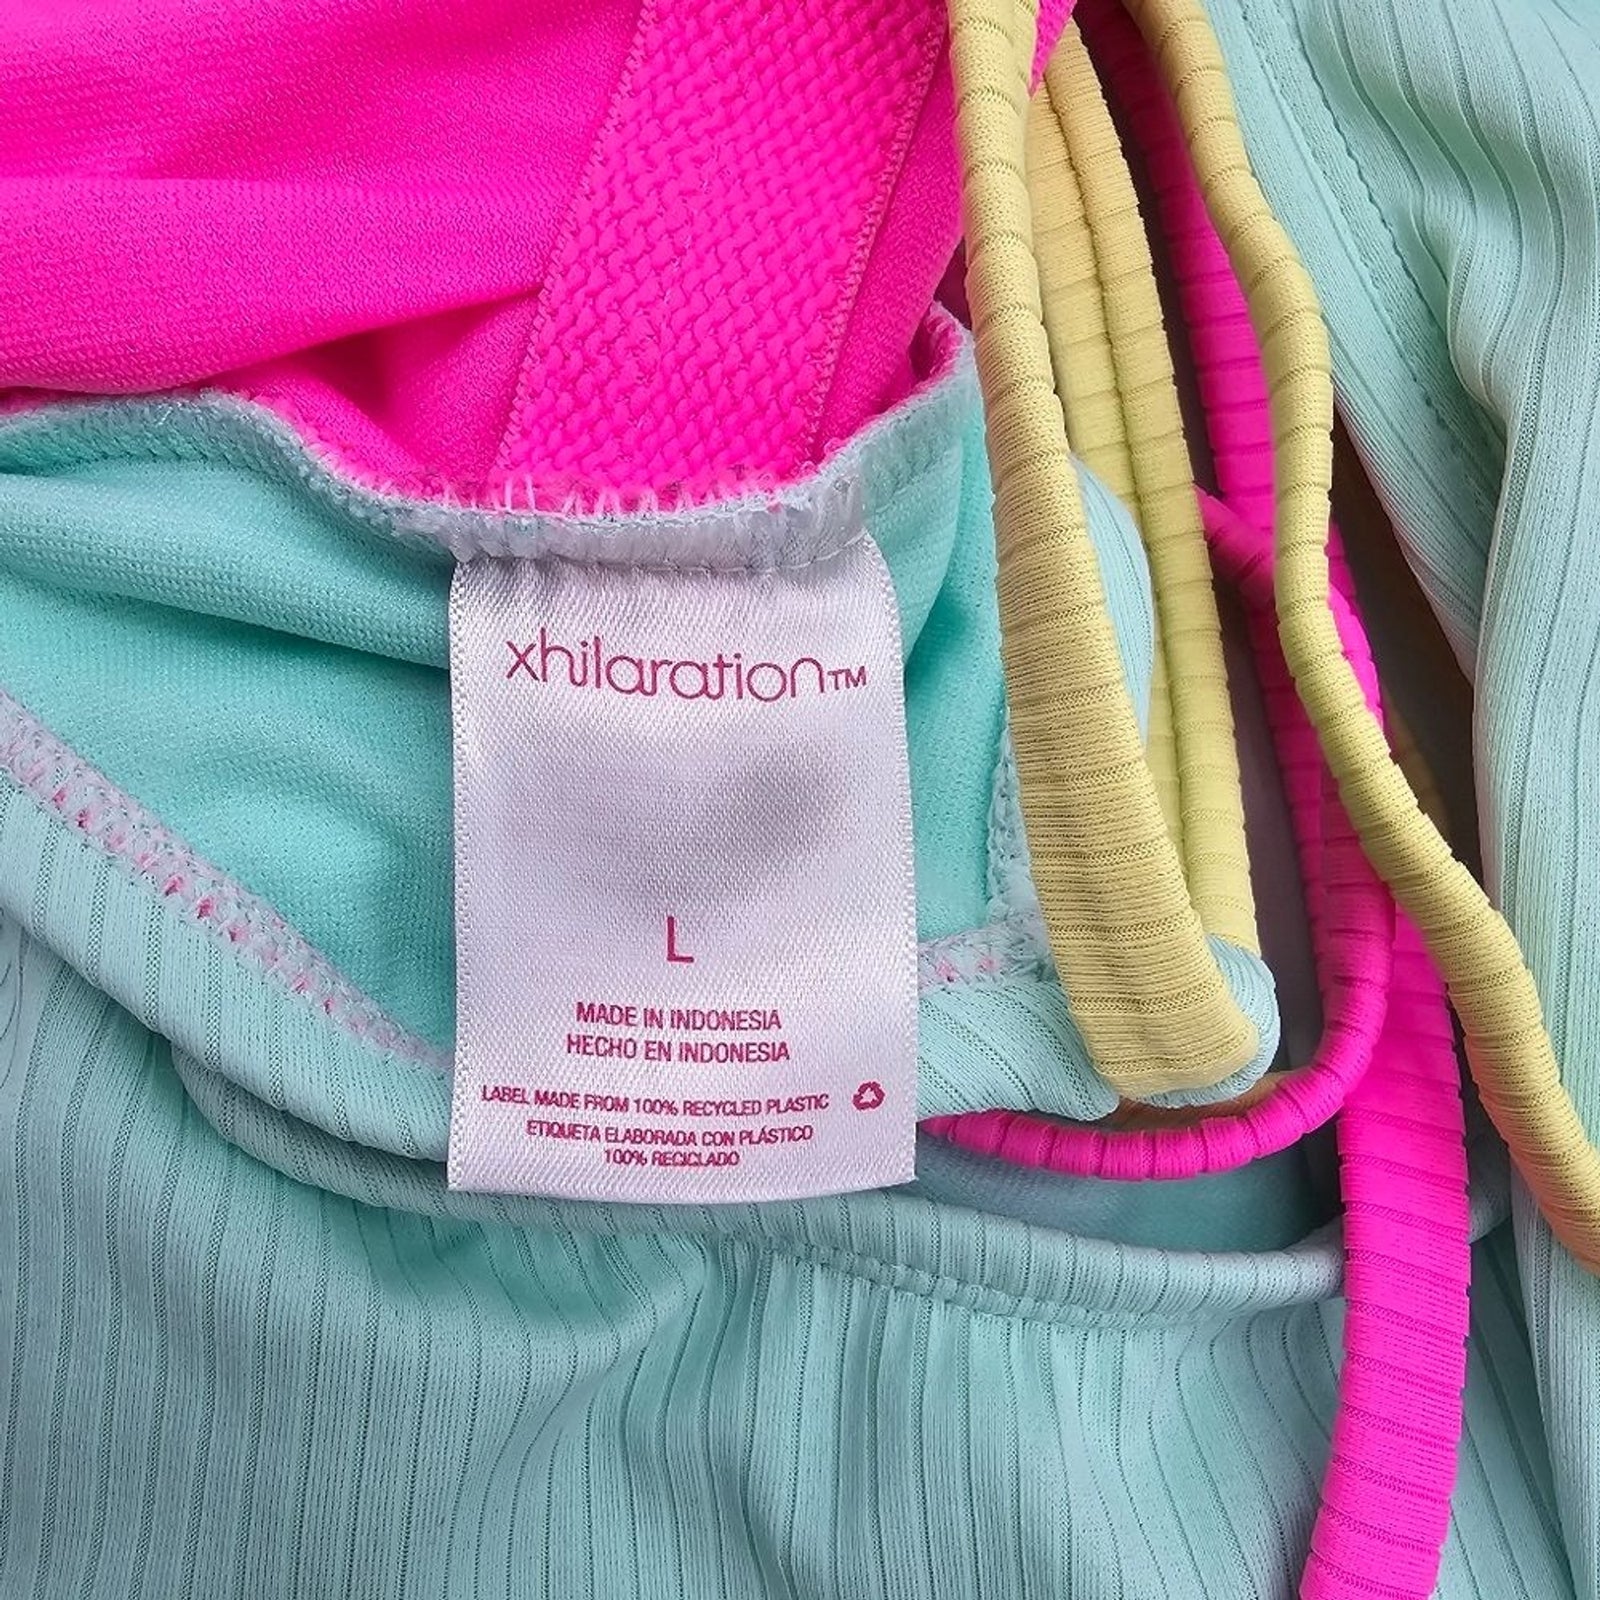 xhilaration™
L
MADE IN INDONESIA
HECHO EN INDONESIA
LABEL MADE FROM 100% RECYCLED PLASTIC
ETIQUETA ELABORADA CON PLÁSTICO
100% RECICLADO